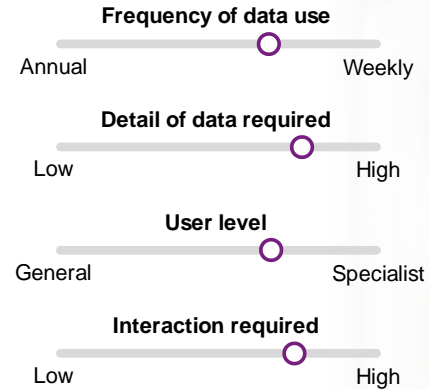 Frequency of data use
Annual Weekly
Detail of data required
Low High
User level
General Specialist
Interaction required
Low High